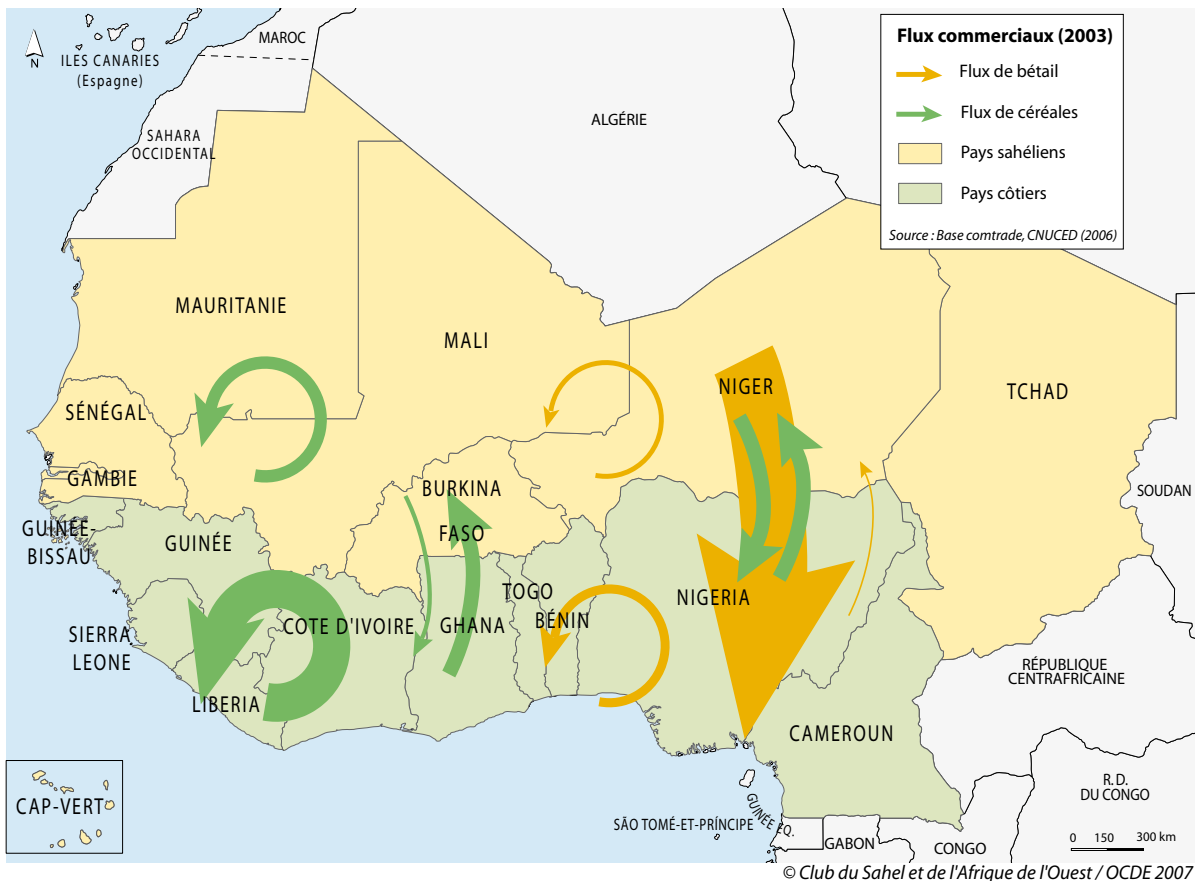 MAROC
N
ILES CANARIES
(Espagne)
SAHARA
OCCIDENTAL
ALGÉRIE
Flux commerciaux (2003)
Flux de bétail
Flux de céréales
Pays sahéliens
Pays côtiers
Source : Base comtrade, CNUCED (2006)
MAURITANIE
MALI
NIGER
TCHAD
SÉNÉGAL
GAMBIE
BURKINA
FASO
SOUDAN
GUINÉE-
BISSAU
GUINÉE
TOGO
BÉNIN
NIGERIA
COTE D'IVOIRE
GHANA
SIERRA
LEONE
LIBERIA
RÉPUBLIQUE
CENTRAFRICAINE
CAMEROUN
CAP-VERT
GUINÉE ÉQ.
SÃO TOMÉ-ET-PRÍNCIPE
GABON
CONGO
R.D.
DU CONGO
0 150 300 km
© Club du Sahel et de l'Afrique de l'Ouest / OCDE 2007